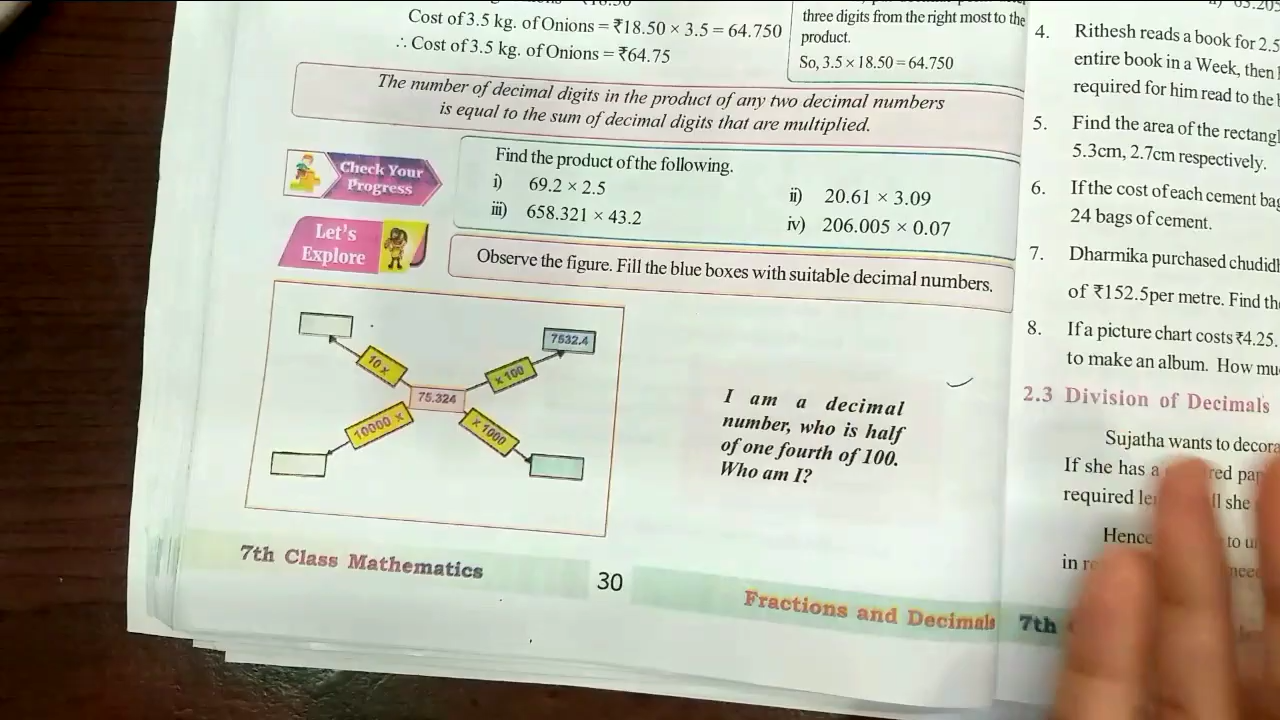 Cost of 3.5 kg. of Onions = ₹18.50 × 3.5 = 64.750
∴ Cost of 3.5 kg. of Onions = ₹64.75
three digits from the right most to the
product.
So, 3.5 × 18.50 = 64.750
The number of decimal digits in the product of any two decimal numbers
is equal to the sum of decimal digits that are multiplied.
Check Your
Progress
Find the product of the following.
i) 69.2 × 2.5
ii) 20.61 × 3.09
iii) 658.321 × 43.2
iv) 206.005 × 0.07
Let's
Explore
Observe the figure. Fill the blue boxes with suitable decimal numbers.
7532.4
10 ×
× 100
75.324
10000 ×
× 1000
I am a decimal
number, who is half
of one fourth of 100.
Who am I?
7th Class Mathematics
30
Fractions and Decimals
4. Rithesh reads a book for 2.5
entire book in a Week, then
required for him read to the
5. Find the area of the
5.3cm, 2.7cm respectively.
6. If the cost of each cement
24 bags of cement.
7. Dharmika purchased
of ₹152.5per metre. Find
8. If a picture chart costs ₹4.25.
to make an album. How
2.3 Division of Decimals
Sujatha wants to
If she has a
required
she
Hence
to
in
7th